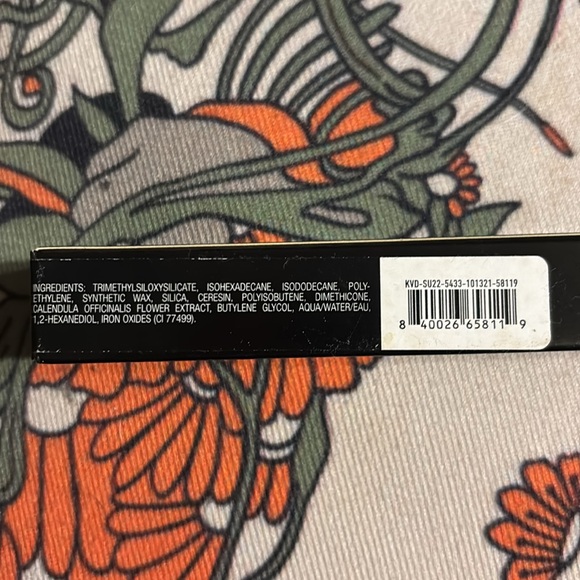 INGREDIENTS: TRIMETHYLSILOXYSILICATE, ISOHEXADECANE, ISODODECANE, POLY-
ETHYLENE, SYNTHETIC WAX, SILICA, CERESIN, POLYISOBUTENE, DIMETHICONE,
CALENDULA OFFICINALIS FLOWER EXTRACT, BUTYLENE GLYCOL, AQUA/WATER/EAU,
1,2-HEXANEDIOL, IRON OXIDES (CI 77499).
KVD-SU22-5433-101321-58119
8 40026 65811 9